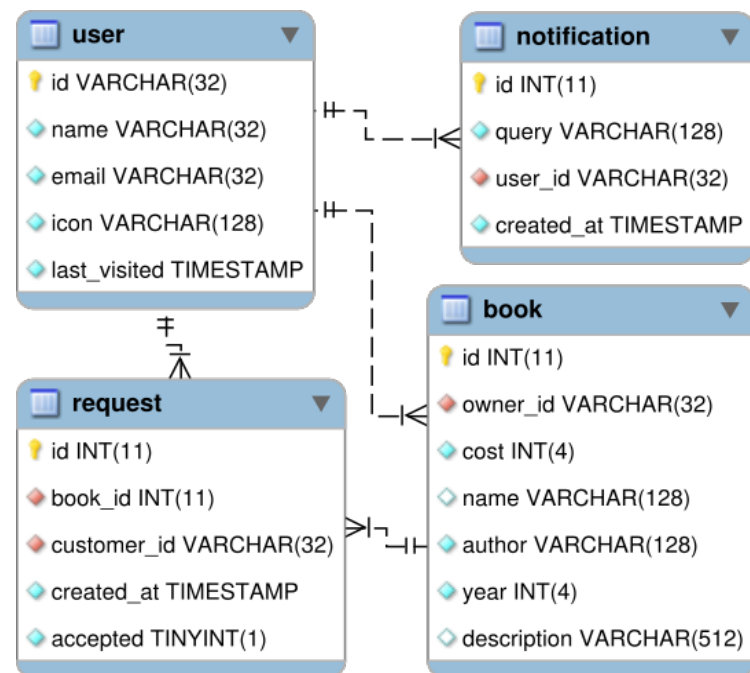 user
id VARCHAR(32)
name VARCHAR(32)
email VARCHAR(32)
icon VARCHAR(128)
last_visited TIMESTAMP
notification
id INT(11)
query VARCHAR(128)
user_id VARCHAR(32)
created_at TIMESTAMP
request
id INT(11)
book_id INT(11)
customer_id VARCHAR(32)
created_at TIMESTAMP
accepted TINYINT(1)
book
id INT(11)
owner_id VARCHAR(32)
cost INT(4)
name VARCHAR(128)
author VARCHAR(128)
year INT(4)
description VARCHAR(512)